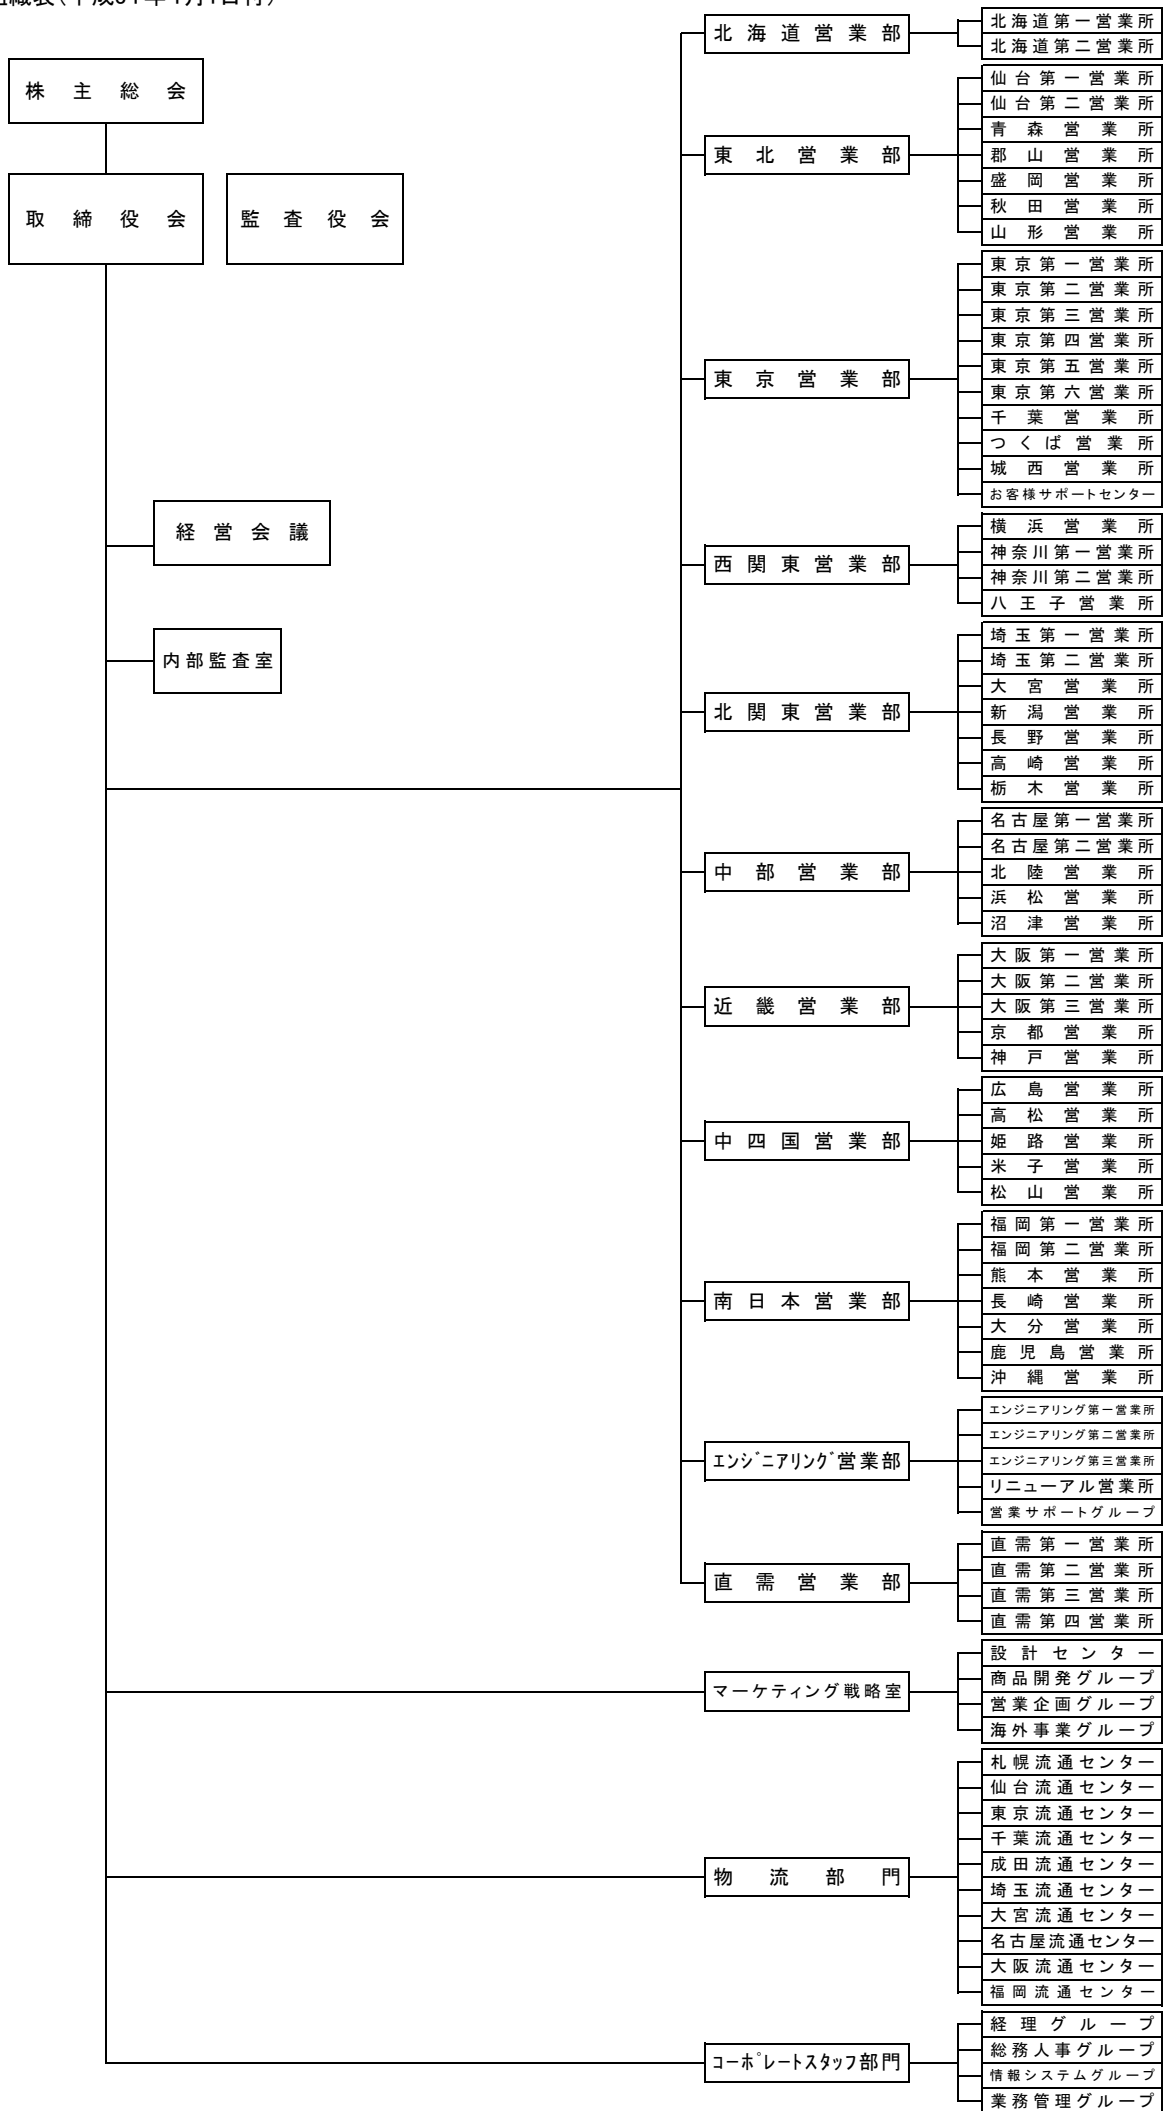 組織表(平成31年4月1日付)
株主総会
取締役会
監査役会
経営会議
内部監査室
北海道営業部
北海道第一営業所
北海道第二営業所
東北営業部
仙台第一営業所
仙台第二営業所
青森営業所
郡山営業所
盛岡営業所
秋田営業所
山形営業所
東京営業部
東京第一営業所
東京第二営業所
東京第三営業所
東京第四営業所
東京第五営業所
東京第六営業所
千葉営業所
つくば営業所
城西営業所
お客様サポートセンター
西関東営業部
横浜営業所
神奈川第一営業所
神奈川第二営業所
八王子営業所
北関東営業部
埼玉第一営業所
埼玉第二営業所
大宮営業所
新潟営業所
長野営業所
高崎営業所
栃木営業所
中部営業部
名古屋第一営業所
名古屋第二営業所
北陸営業所
浜松営業所
沼津営業所
近畿営業部
大阪第一営業所
大阪第二営業所
大阪第三営業所
京都営業所
神戸営業所
中四国営業部
広島営業所
高松営業所
姫路営業所
米子営業所
松山営業所
南日本営業部
福岡第一営業所
福岡第二営業所
熊本営業所
長崎営業所
大分営業所
鹿児島営業所
沖縄営業所
エンジニアリング営業部
エンジニアリング第一営業所
エンジニアリング第二営業所
エンジニアリング第三営業所
リニューアル営業所
営業サポートグループ
直需営業部
直需第一営業所
直需第二営業所
直需第三営業所
直需第四営業所
マーケティング戦略室
設計センター
商品開発グループ
営業企画グループ
海外事業グループ
物流部門
札幌流通センター
仙台流通センター
東京流通センター
千葉流通センター
成田流通センター
埼玉流通センター
大宮流通センター
名古屋流通センター
大阪流通センター
福岡流通センター
コーポレートスタッフ部門
経理グループ
総務人事グループ
情報システムグループ
業務管理グループ